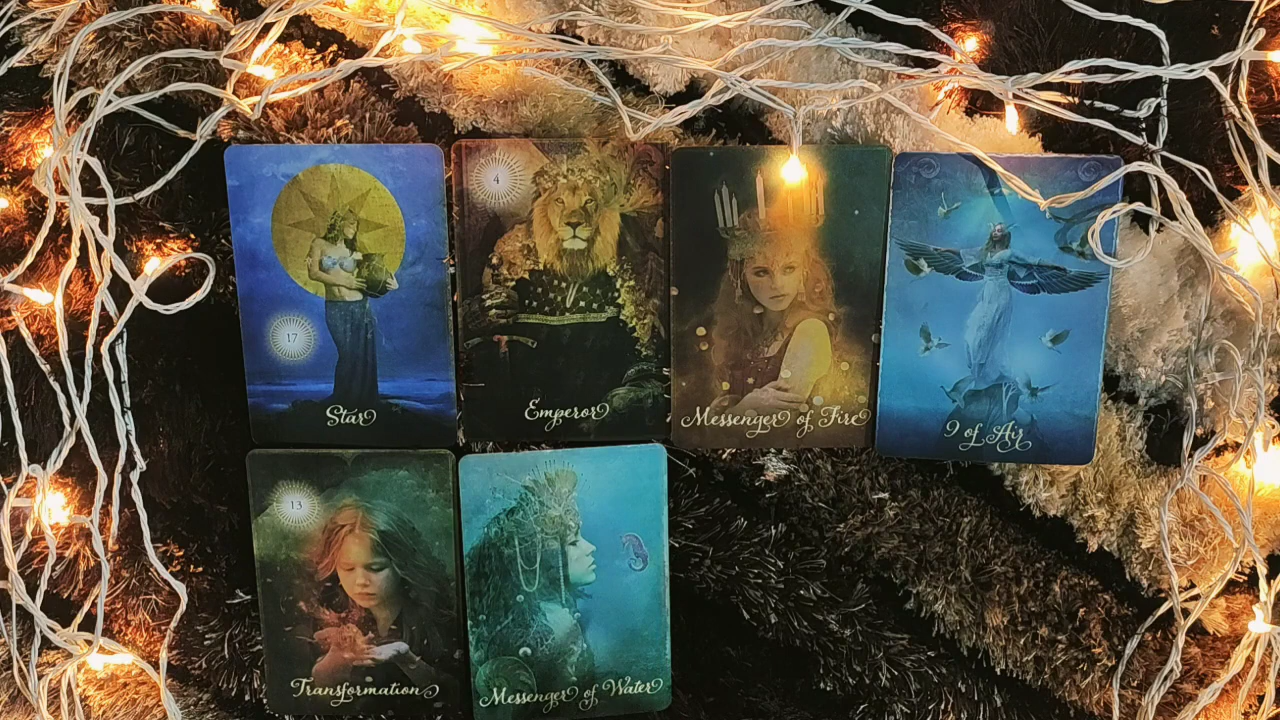 17
Star
4
Emperor
Messenger of Fire
9 of Air
13
Transformation
Messenger of Water